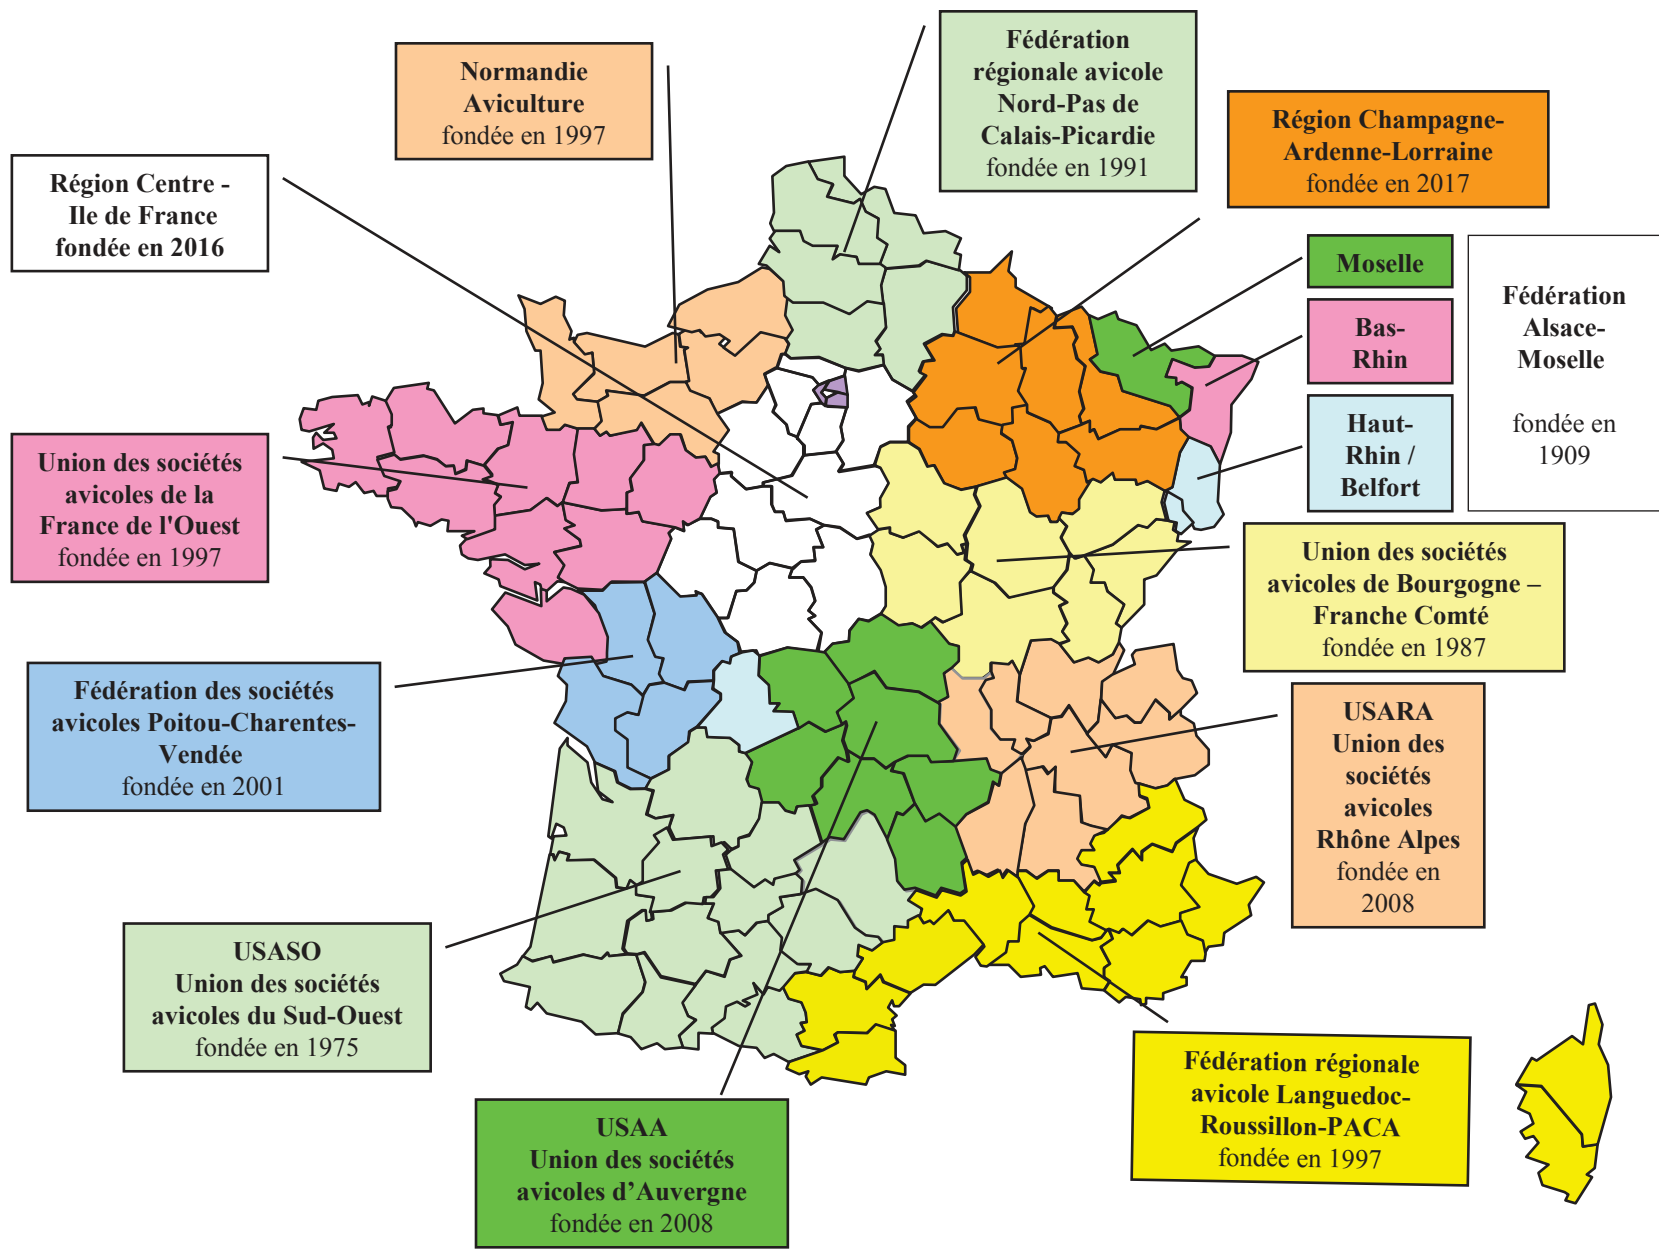 Fédération
régionale avicole
Nord-Pas de
Calais-Picardie
fondée en 1991
Normandie
Aviculture
fondée en 1997
Région Champagne-
Ardenne-Lorraine
fondée en 2017
Région Centre -
Ile de France
fondée en 2016
Moselle
Bas-
Rhin
Haut-
Rhin /
Belfort
Fédération
Alsace-
Moselle
fondée en
1909
Union des sociétés
avicoles de la
France de l'Ouest
fondée en 1997
Union des sociétés
avicoles de Bourgogne –
Franche Comté
fondée en 1987
Fédération des sociétés
avicoles Poitou-Charentes-
Vendée
fondée en 2001
USARA
Union des
sociétés
avicoles
Rhône Alpes
fondée en
2008
USASO
Union des sociétés
avicoles du Sud-Ouest
fondée en 1975
Fédération régionale
avicole Languedoc-
Roussillon-PACA
fondée en 1997
USAA
Union des sociétés
avicoles d’Auvergne
fondée en 2008